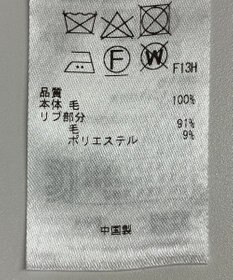 F
W
F13H
品質
本体 毛 100%
リブ部分
毛 91%
ポリエステル 9%
中国製